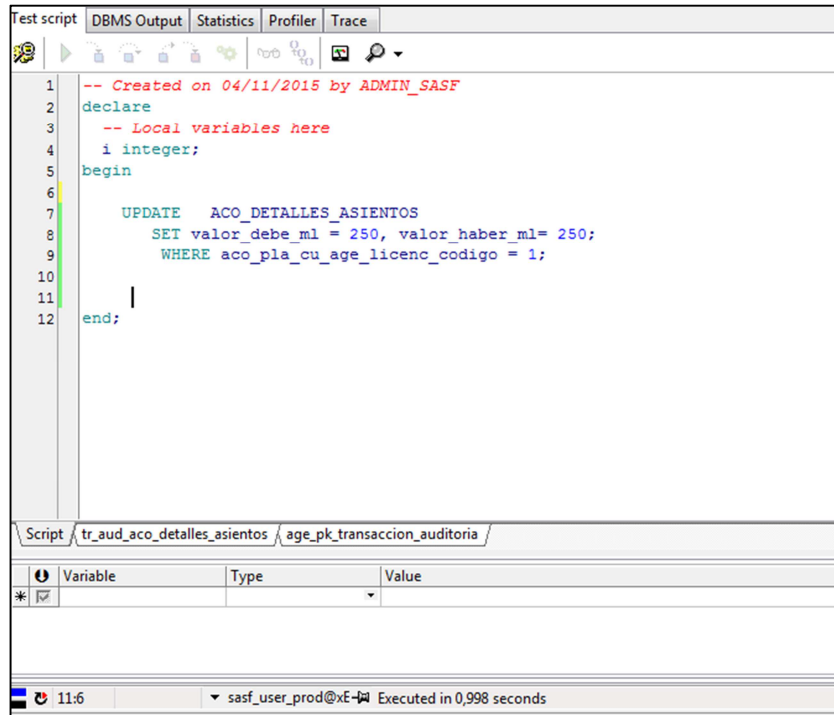 Test script DBMS Output Statistics Profiler Trace
1 -- Created on 04/11/2015 by ADMIN_SASF
2 declare
3 -- Local variables here
4 i integer;
5 begin
6
7 UPDATE ACO_DETALLES_ASIENTOS
8 SET valor_debe_ml = 250, valor_haber_ml= 250;
9 WHERE aco_pla_cu_age_licenc_codigo = 1;
10
11
12 end;
Script tr_aud_aco_detalles_asientos age_pk_transaccion_auditoria
Variable Type Value
*
11:6 sasf_user_prod@xE Executed in 0,998 seconds